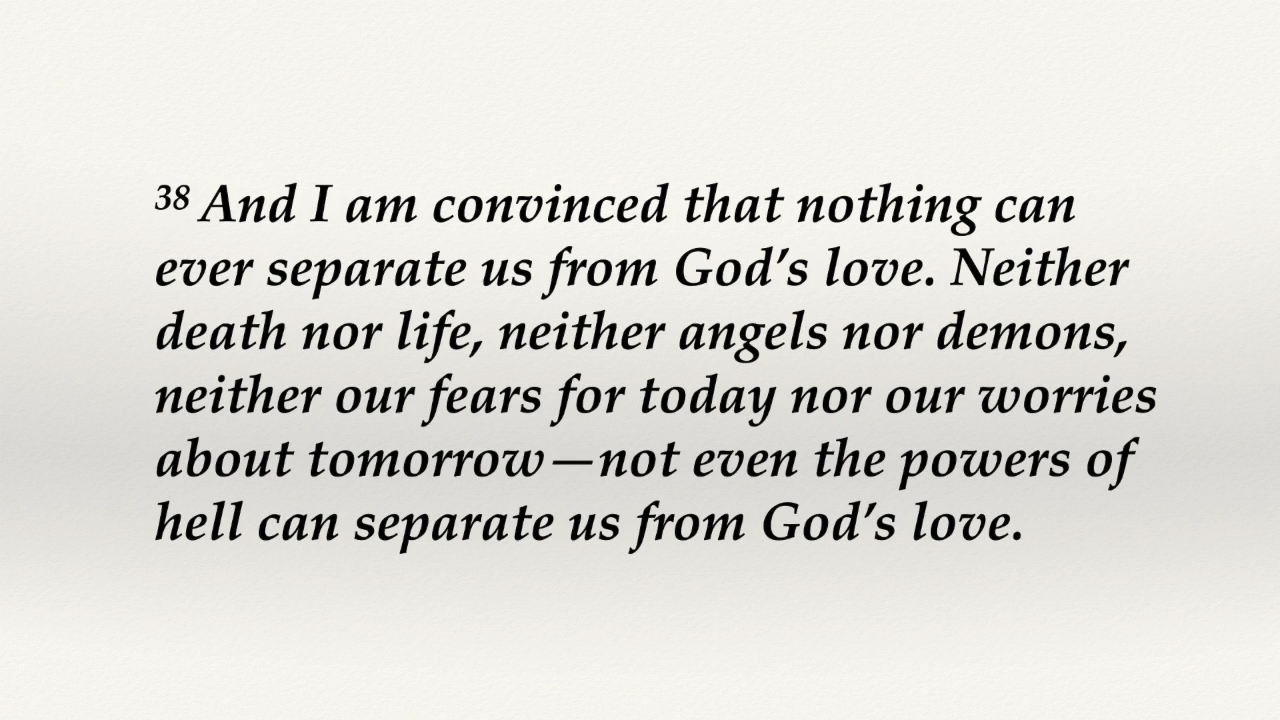 38 And I am convinced that nothing can
ever separate us from God’s love. Neither
death nor life, neither angels nor demons,
neither our fears for today nor our worries
about tomorrow—not even the powers of
hell can separate us from God’s love.